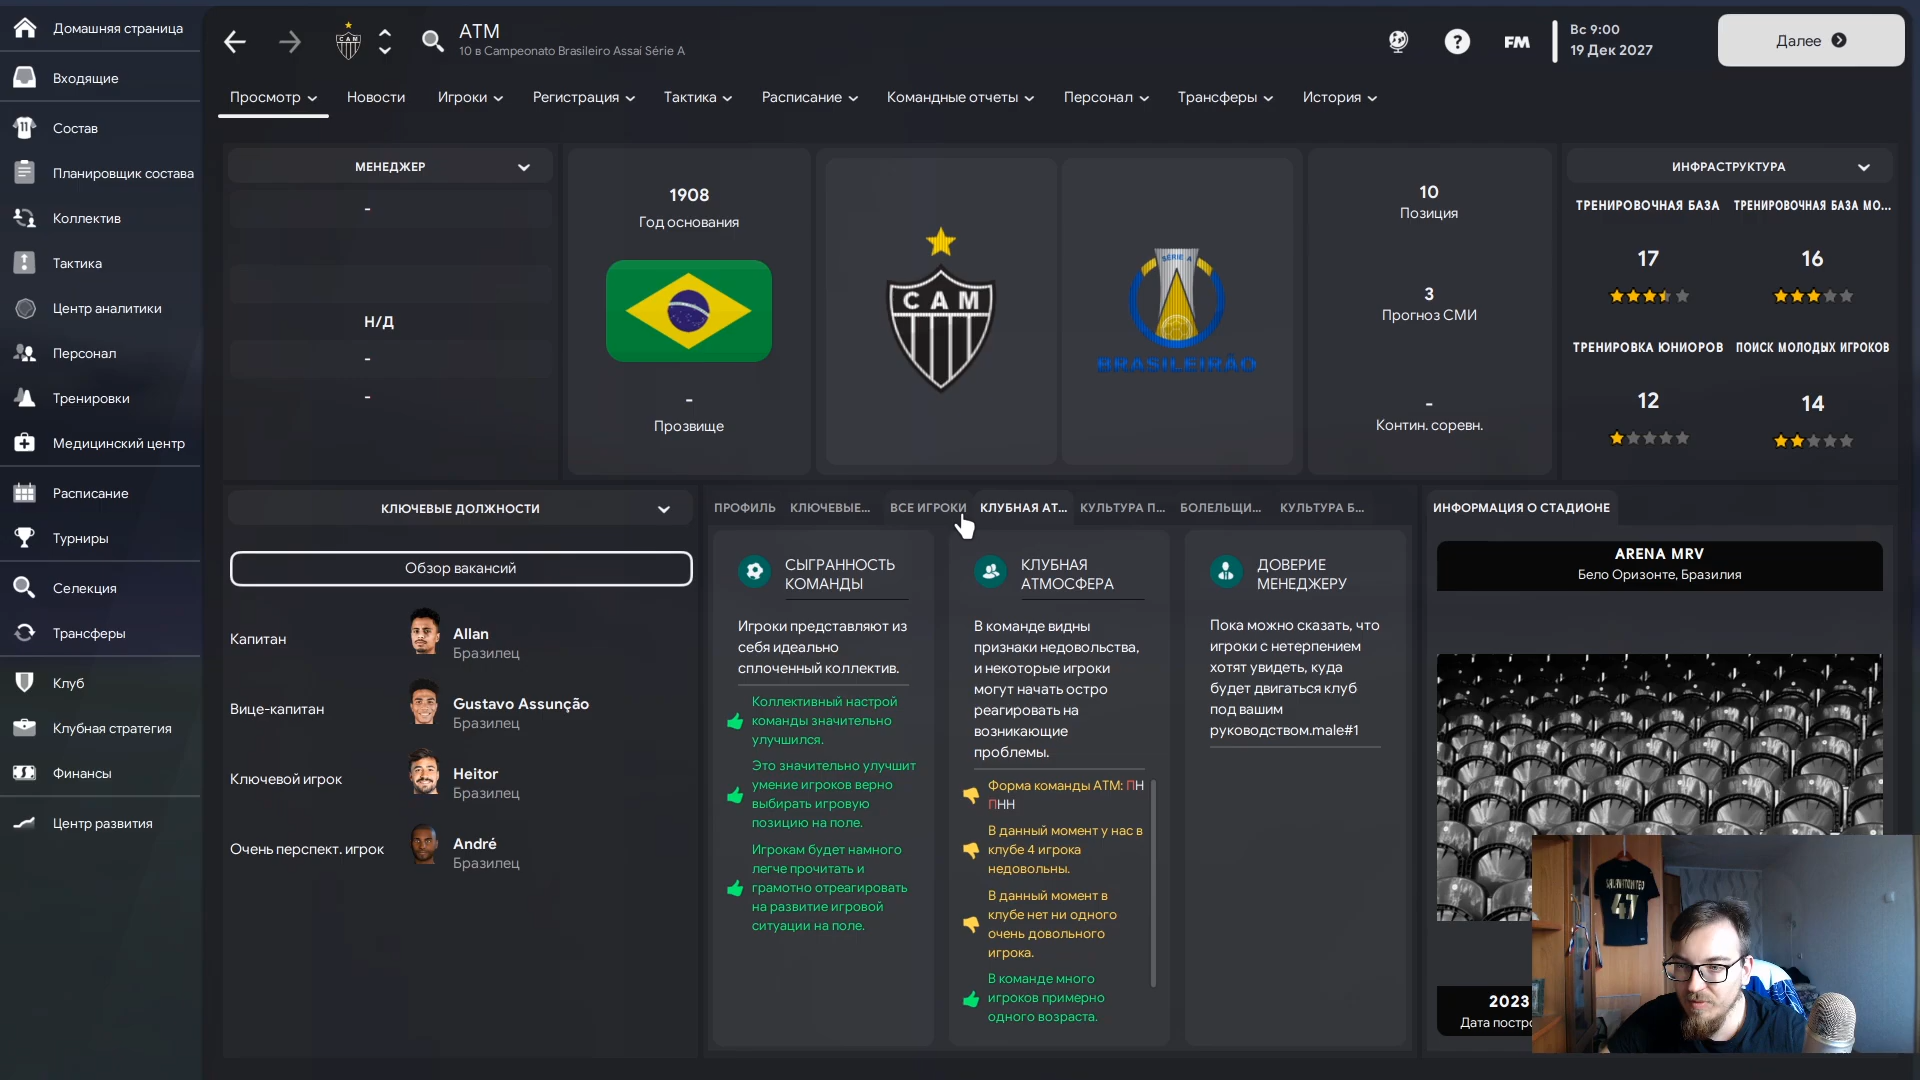 Домашняя страница
Входящие
Состав
Планировщик состава
Коллектив
Тактика
Центр аналитики
Персонал
Тренировки
Медицинский центр
Расписание
Турниры
Селекция
Трансферы
Клуб
Клубная стратегия
Финансы
Центр развития
CAM
ATM
10 в Campeonato Brasileiro Assaí Série A
?
FM
Вс 9:00
19 Дек 2027
Далее
Просмотр
Новости
Игроки
Регистрация
Тактика
Расписание
Командные отчеты
Персонал
Трансферы
История
МЕНЕДЖЕР
-
Н/Д
-
-
1908
Год основания
-
Прозвище
CAM
SÉRIE A
BRASILEIRÃO
10
Позиция
3
Прогноз СМИ
-
Контин. соревн.
ИНФРАСТРУКТУРА
ТРЕНИРОВОЧНАЯ БАЗА
17
ТРЕНИРОВОЧНАЯ БАЗА МО...
16
ТРЕНИРОВКА ЮНИОРОВ
12
ПОИСК МОЛОДЫХ ИГРОКОВ
14
КЛЮЧЕВЫЕ ДОЛЖНОСТИ
Обзор вакансий
Капитан
Allan
Бразилец
Вице-капитан
Gustavo Assunção
Бразилец
Ключевой игрок
Heitor
Бразилец
Очень перспект. игрок
André
Бразилец
ПРОФИЛЬ
КЛЮЧЕВЫЕ...
ВСЕ ИГРОКИ
КЛУБНАЯ АТ...
КУЛЬТУРА П...
БОЛЕЛЬЩИ...
КУЛЬТУРА Б...
СЫГРАННОСТЬ
КОМАНДЫ
Игроки представляют из
себя идеально
сплоченный коллектив.
Коллективный настрой
команды значительно
улучшился.
Это значительно улучшит
умение игроков верно
выбирать игровую
позицию на поле.
Игрокам будет намного
легче прочитать и
грамотно отреагировать
на развитие игровой
ситуации на поле.
КЛУБНАЯ
АТМОСФЕРА
В команде видны
признаки недовольства,
и некоторые игроки
могут начать остро
реагировать на
возникающие
проблемы.
Форма команды ATM: ПН
ПНН
В данный момент у нас в
клубе 4 игрока
недовольны.
В данный момент в
клубе нет ни одного
очень довольного
игрока.
В команде много
игроков примерно
одного возраста.
ДОВЕРИЕ
МЕНЕДЖЕРУ
Пока можно сказать, что
игроки с нетерпением
хотят увидеть, куда
будет двигаться клуб
под вашим
руководством.male#1
ИНФОРМАЦИЯ О СТАДИОНЕ
ARENA MRV
Бело Оризонте, Бразилия
2023
Дата постро
47